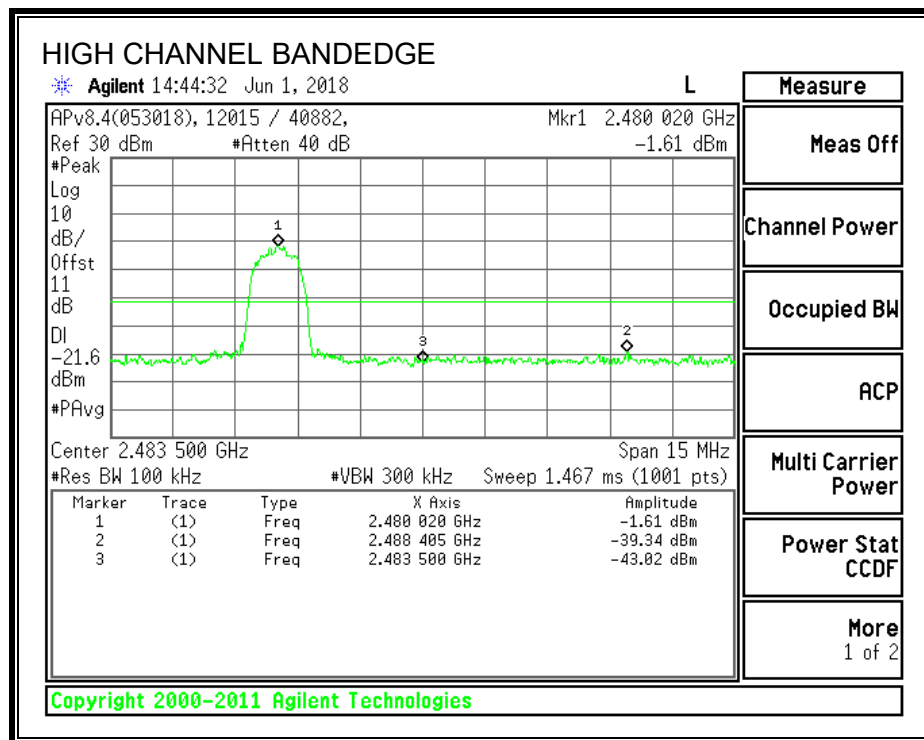 HIGH CHANNEL BANDEDGE
Agilent 14:44:32 Jun 1, 2018 L
APv8.4(053018), 12015 / 40882, Mkr1 2.480 020 GHz
Ref 30 dBm #Atten 40 dB -1.61 dBm
#Peak
Log
10
dB/
Offst
11
dB
DI
-21.6
dBm
#PAvg
1
3
2
Center 2.483 500 GHz Span 15 MHz
#Res BW 100 kHz #VBW 300 kHz Sweep 1.467 ms (1001 pts)
Marker Trace Type X Axis Amplitude
1 (1) Freq 2.480 020 GHz -1.61 dBm
2 (1) Freq 2.488 405 GHz -39.34 dBm
3 (1) Freq 2.483 500 GHz -43.02 dBm
Measure
Meas Off
Channel Power
Occupied BW
ACP
Multi Carrier
Power
Power Stat
CCDF
More
1 of 2
Copyright 2000-2011 Agilent Technologies